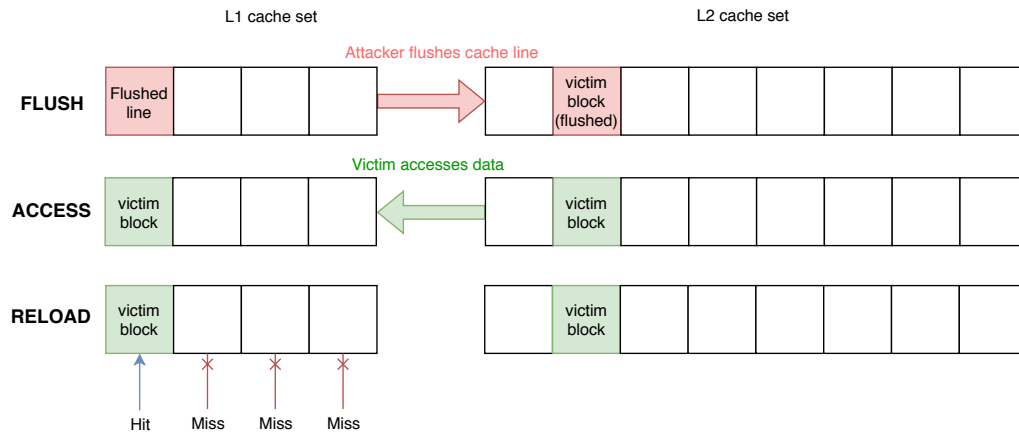 L1 cache set
L2 cache set
Attacker flushes cache line
FLUSH
Flushed
line
victim
block
(flushed)
Victim accesses data
ACCESS
victim
block
victim
block
RELOAD
victim
block
victim
block
Hit
Miss
Miss
Miss